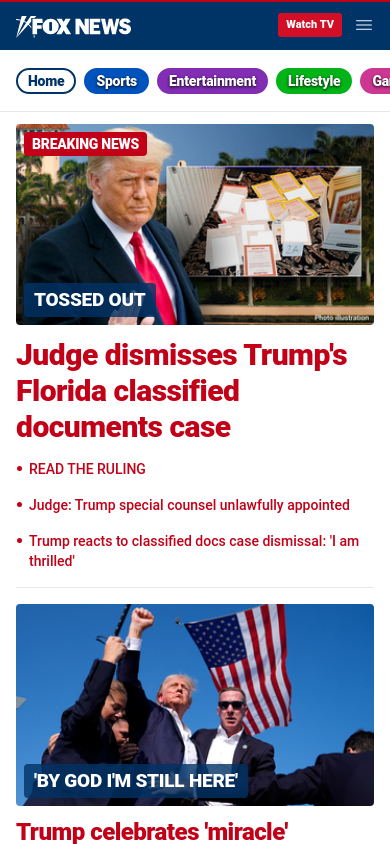 FOX NEWS
Watch TV
Home
Sports
Entertainment
Lifestyle
Ga
BREAKING NEWS
TOSSED OUT
Photo illustration
Judge dismisses Trump's
Florida classified
documents case
• READ THE RULING
• Judge: Trump special counsel unlawfully appointed
• Trump reacts to classified docs case dismissal: 'I am
thrilled'
'BY GOD I'M STILL HERE'
Trump celebrates 'miracle'